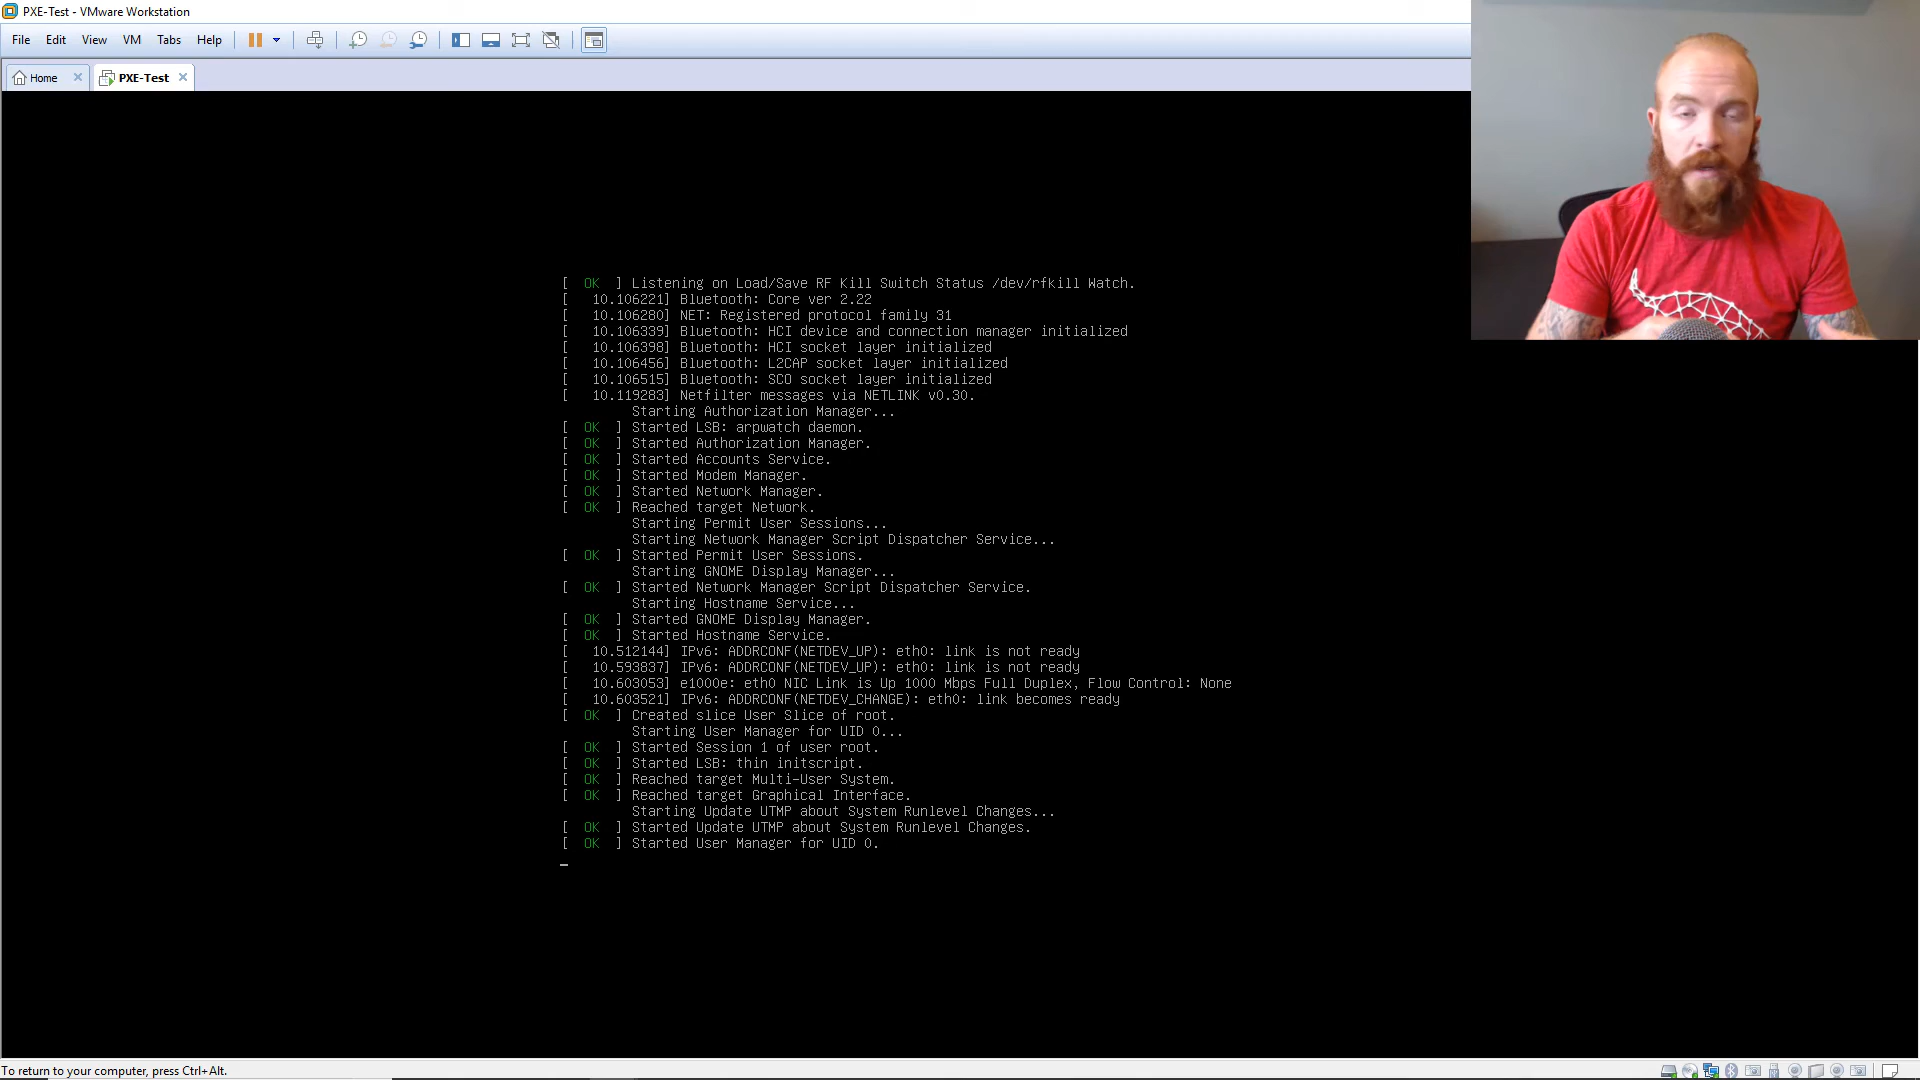 PXE-Test - VMware Workstation
File Edit View VM Tabs Help
Home PXE-Test
[ OK ] Listening on Load/Save RF Kill Switch Status /dev/rfkill Watch.
[ 10.106221] Bluetooth: Core ver 2.22
[ 10.106280] NET: Registered protocol family 31
[ 10.106339] Bluetooth: HCI device and connection manager initialized
[ 10.106398] Bluetooth: HCI socket layer initialized
[ 10.106456] Bluetooth: L2CAP socket layer initialized
[ 10.106515] Bluetooth: SCO socket layer initialized
[ 10.119283] Netfilter messages via NETLINK v0.30.
Starting Authorization Manager...
[ OK ] Started LSB: arpwatch daemon.
[ OK ] Started Authorization Manager.
[ OK ] Started Accounts Service.
[ OK ] Started Modem Manager.
[ OK ] Started Network Manager.
[ OK ] Reached target Network.
Starting Permit User Sessions...
Starting Network Manager Script Dispatcher Service...
[ OK ] Started Permit User Sessions.
Starting GNOME Display Manager...
[ OK ] Started Network Manager Script Dispatcher Service.
Starting Hostname Service...
[ OK ] Started GNOME Display Manager.
[ OK ] Started Hostname Service.
[ 10.512144] IPv6: ADDRCONF(NETDEV_UP): eth0: link is not ready
[ 10.593837] IPv6: ADDRCONF(NETDEV_UP): eth0: link is not ready
[ 10.603053] e1000e: eth0 NIC Link is Up 1000 Mbps Full Duplex, Flow Control: None
[ 10.603521] IPv6: ADDRCONF(NETDEV_CHANGE): eth0: link becomes ready
[ OK ] Created slice User Slice of root.
Starting User Manager for UID 0...
[ OK ] Started Session 1 of user root.
[ OK ] Started LSB: thin initscript.
[ OK ] Reached target Multi-User System.
[ OK ] Reached target Graphical Interface.
Starting Update UTMP about System Runlevel Changes...
[ OK ] Started Update UTMP about System Runlevel Changes.
[ OK ] Started User Manager for UID 0.
To return to your computer, press Ctrl+Alt.